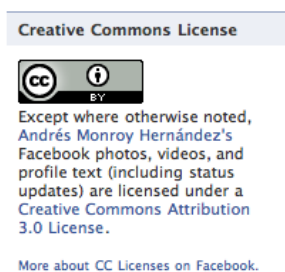 Creative Commons License
cc
BY
Except where otherwise noted,
Andrés Monroy Hernández's
Facebook photos, videos, and
profile text (including status
updates) are licensed under a
Creative Commons Attribution
3.0 License.
More about CC Licenses on Facebook.